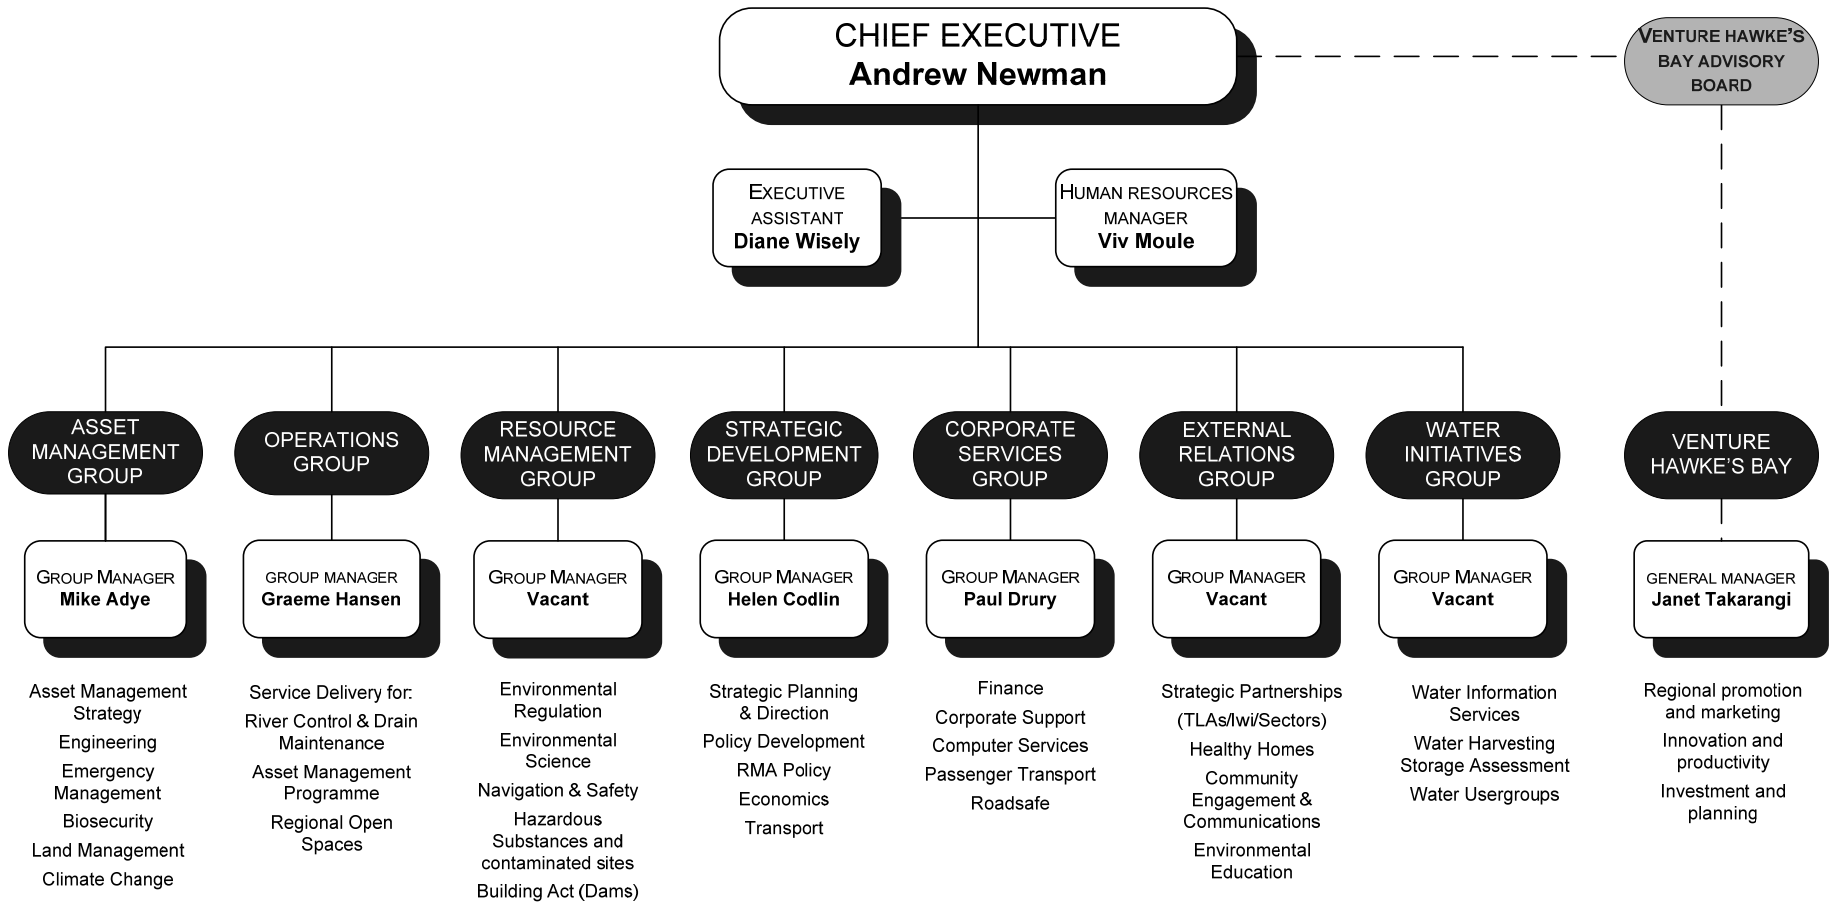 CHIEF EXECUTIVE
Andrew Newman
VENTURE HAWKE'S
BAY ADVISORY
BOARD
EXECUTIVE
ASSISTANT
Diane Wisely
HUMAN RESOURCES
MANAGER
Viv Moule
ASSET
MANAGEMENT
GROUP
GROUP MANAGER
Mike Adye
Asset Management
Strategy
Engineering
Emergency
Management
Biosecurity
Land Management
Climate Change
OPERATIONS
GROUP
GROUP MANAGER
Graeme Hansen
Service Delivery for:
River Control & Drain
Maintenance
Asset Management
Programme
Regional Open
Spaces
RESOURCE
MANAGEMENT
GROUP
GROUP MANAGER
Vacant
Environmental
Regulation
Environmental
Science
Navigation & Safety
Hazardous
Substances and
contaminated sites
Building Act (Dams)
STRATEGIC
DEVELOPMENT
GROUP
GROUP MANAGER
Helen Codlin
Strategic Planning
& Direction
Policy Development
RMA Policy
Economics
Transport
CORPORATE
SERVICES
GROUP
GROUP MANAGER
Paul Drury
Finance
Corporate Support
Computer Services
Passenger Transport
Roadsafe
EXTERNAL
RELATIONS
GROUP
GROUP MANAGER
Vacant
Strategic Partnerships
(TLAs/Iwi/Sectors)
Healthy Homes
Community
Engagement &
Communications
Environmental
Education
WATER
INITIATIVES
GROUP
GROUP MANAGER
Vacant
Water Information
Services
Water Harvesting
Storage Assessment
Water Usergroups
VENTURE
HAWKE'S BAY
GENERAL MANAGER
Janet Takarangi
Regional promotion
and marketing
Innovation and
productivity
Investment and
planning